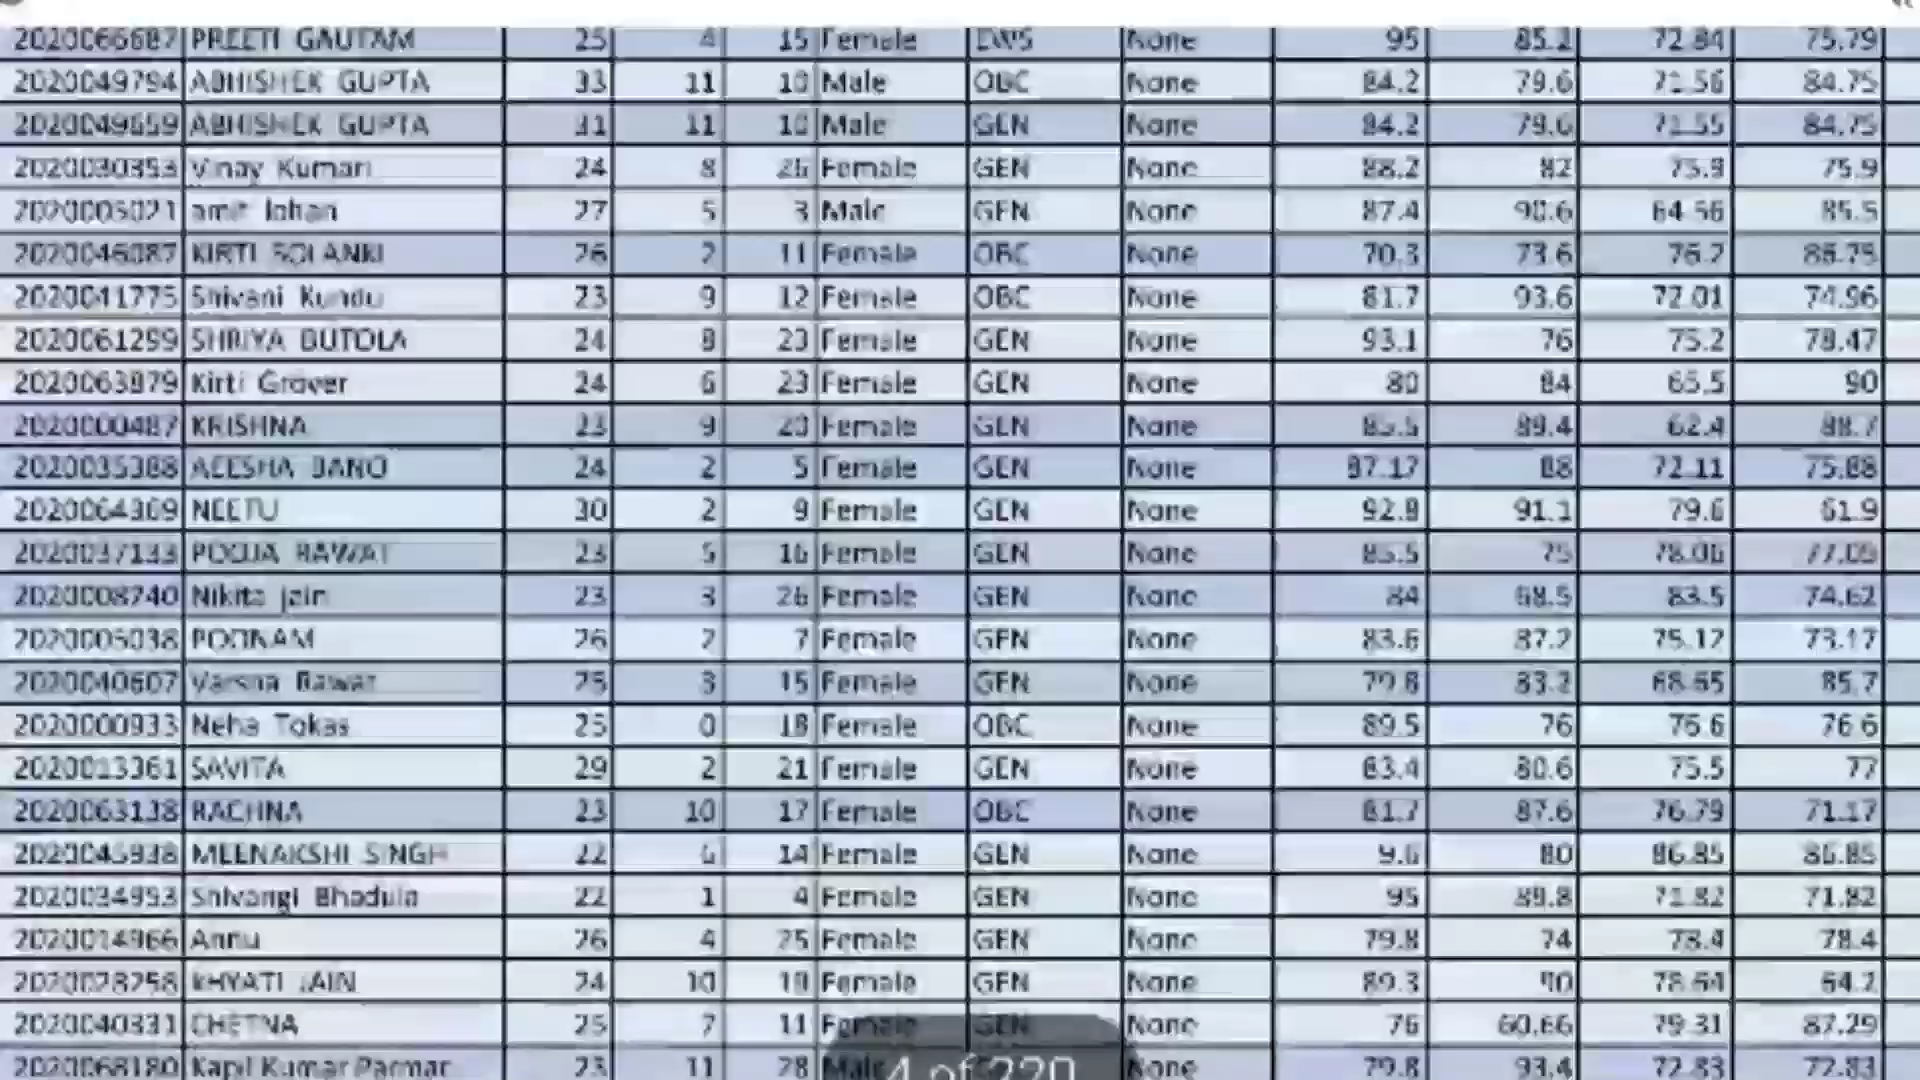 2020066687 PREETI GAUTAM 25 4 15 Female EWS None 95 85.2 72.84 75.79
2020049794 ABHISHEK GUPTA 33 11 10 Male OBC None 84.2 79.6 71.56 84.75
2020049659 ABHISHEK GUPTA 31 11 10 Male GEN None 84.2 79.6 71.55 84.75
2020030353 Vinay Kumari 24 8 26 Female GEN None 88.2 82 75.9 75.9
2020005021 amit 27 5 3 Male GEN None 87.4 90.6 64.56 85.5
2020046087 KIRTI SOLANKI 26 2 11 Female OBC None 70.3 73.6 76.2 86.75
2020041775 Shivani Kundu 23 9 12 Female OBC None 81.7 93.6 72.01 74.96
2020061299 SHRIYA BUTOLA 24 8 23 Female GEN None 93.1 76 75.2 78.47
2020063879 Kirti Grover 24 6 23 Female GEN None 80 84 65.5 90
2020000487 KRISHNA 23 9 20 Female GEN None 85.5 89.4 62.4 88.7
2020035388 AEESHA BANO 24 2 5 Female GEN None 87.17 88 72.11 75.88
2020064369 NEETU 30 2 9 Female GEN None 92.8 91.1 79.6 61.9
2020037133 POOJA RAWAT 23 5 16 Female GEN None 85.5 75 78.06 77.05
2020008740 Nikita jain 23 3 26 Female GEN None 84 68.5 83.5 74.62
2020005038 POONAM 26 2 7 Female GEN None 83.6 87.2 75.17 73.17
2020040607 Varsha Rawat 25 3 15 Female GEN None 79.8 83.2 68.65 85.7
2020000933 Neha Tokas 25 0 18 Female OBC None 89.5 76 76.6 76.6
2020013361 SAVITA 29 2 21 Female GEN None 83.4 80.6 75.5 77
2020063138 RACHNA 23 10 17 Female OBC None 81.7 87.6 76.79 71.17
2020045938 MEENAKSHI SINGH 22 6 14 Female GEN None 9.6 80 86.85 86.85
2020034953 Shivangi Bhadula 22 1 4 Female GEN None 95 89.8 71.82 71.82
2020014966 Annu 26 4 25 Female GEN None 79.8 74 78.4 78.4
2020028258 KHYATI JAIN 24 10 18 Female GEN None 89.3 90 78.64 64.2
2020040331 CHETNA 25 7 11 Female GEN None 76 60.66 79.31 87.29
2020068180 Kapil Kumar Parmar 23 11 28 Male None 79.8 93.4 72.83 72.83
4 of 220